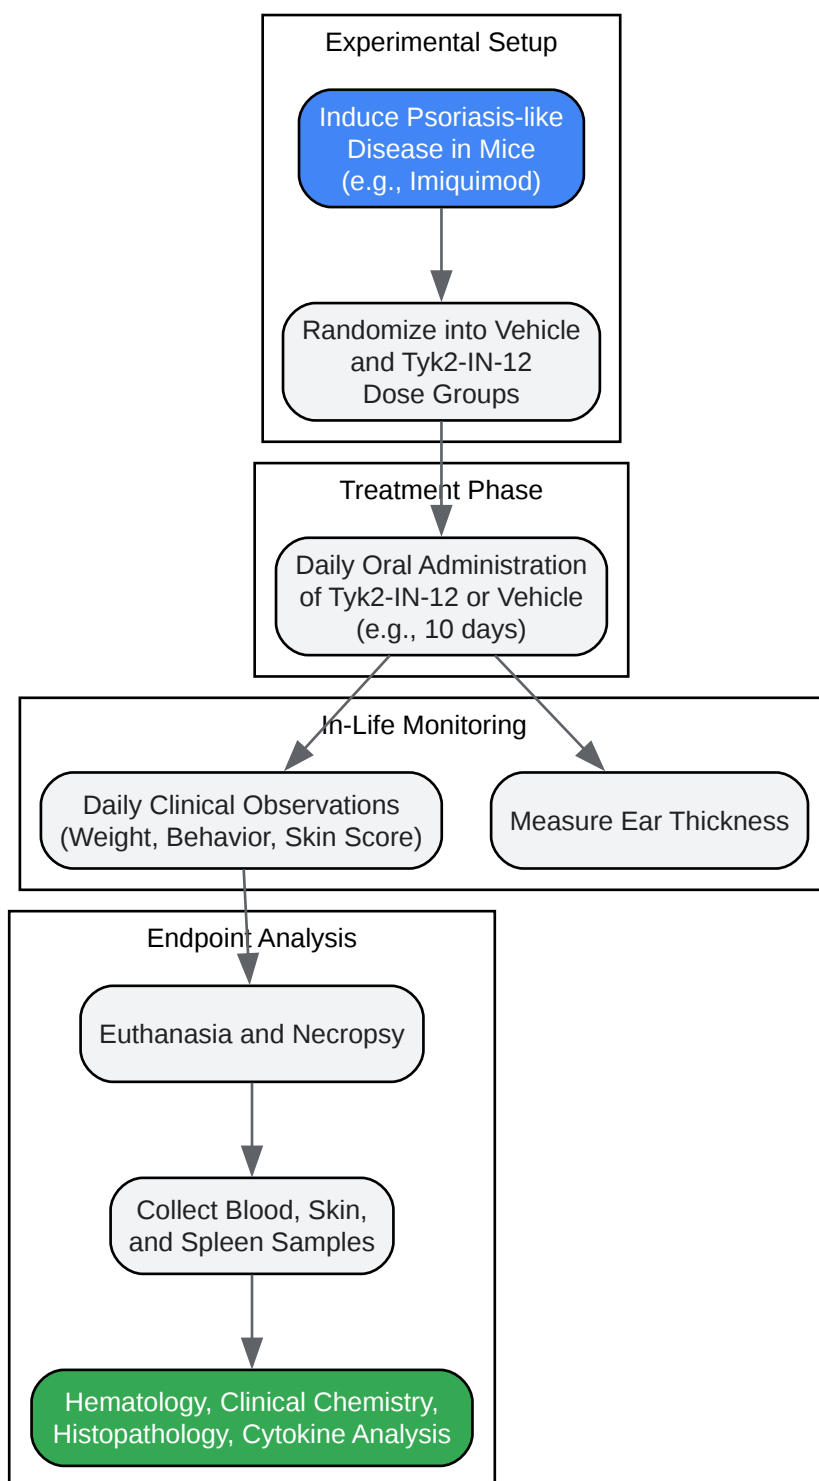 Experimental Setup
Induce Psoriasis-like
Disease in Mice
(e.g., Imiquimod)
Randomize into Vehicle
and Tyk2-IN-12
Dose Groups
Treatment Phase
Daily Oral Administration
of Tyk2-IN-12 or Vehicle
(e.g., 10 days)
In-Life Monitoring
Daily Clinical Observations
(Weight, Behavior, Skin Score)
Measure Ear Thickness
Endpoint Analysis
Euthanasia and Necropsy
Collect Blood, Skin,
and Spleen Samples
Hematology, Clinical Chemistry,
Histopathology, Cytokine Analysis